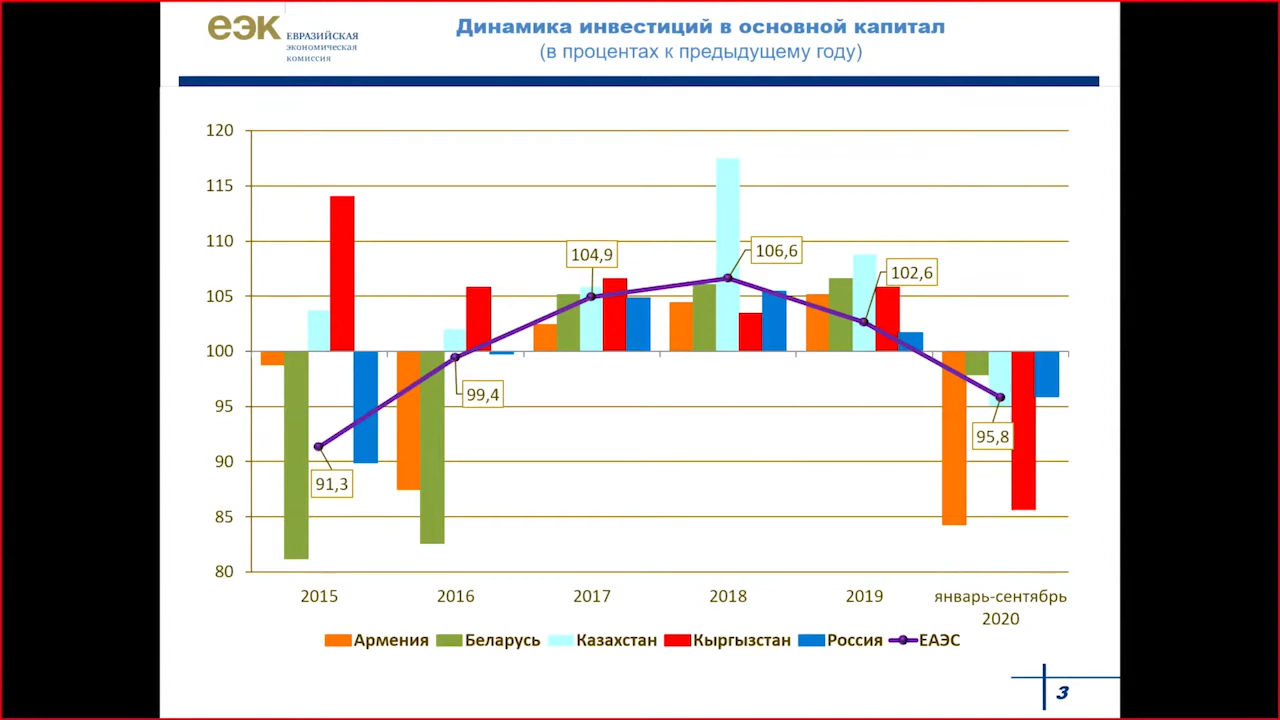 еэк ЕВРАЗИЙСКАЯ
экономическая
комиссия
Динамика инвестиций в основной капитал
(в процентах к предыдущему году)
120
115
110
105
100
95
90
85
80
91,3
99,4
104,9
106,6
102,6
95,8
2015 2016 2017 2018 2019 январь-сентябрь
2020
Армения Беларусь Казахстан Кыргызстан Россия ЕАЭС
3